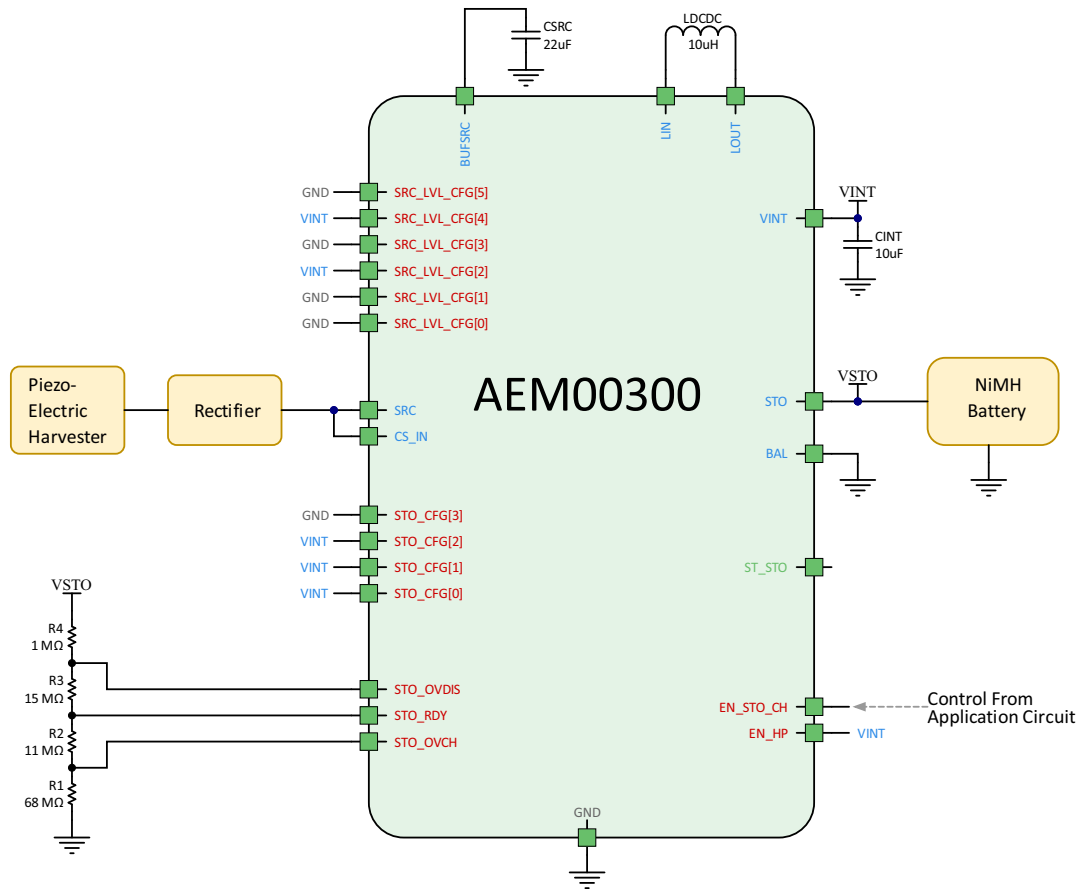 CSRC
22uF
LDCDC
10uH
BUFSRC
LIN
LOUT
GND
SRC_LVL_CFG[5]
VINT
SRC_LVL_CFG[4]
GND
SRC_LVL_CFG[3]
VINT
SRC_LVL_CFG[2]
GND
SRC_LVL_CFG[1]
GND
SRC_LVL_CFG[0]
VINT
VINT
CINT
10uF
Piezo-
Electric
Harvester
Rectifier
SRC
CS_IN
AEM00300
STO
VSTO
NiMH
Battery
BAL
GND
STO_CFG[3]
VINT
STO_CFG[2]
VINT
STO_CFG[1]
VINT
STO_CFG[0]
ST_STO
VSTO
R4
1 MΩ
R3
15 MΩ
R2
11 MΩ
R1
68 MΩ
STO_OVDIS
STO_RDY
STO_OVCH
EN_STO_CH
Control From
Application Circuit
EN_HP
VINT
GND